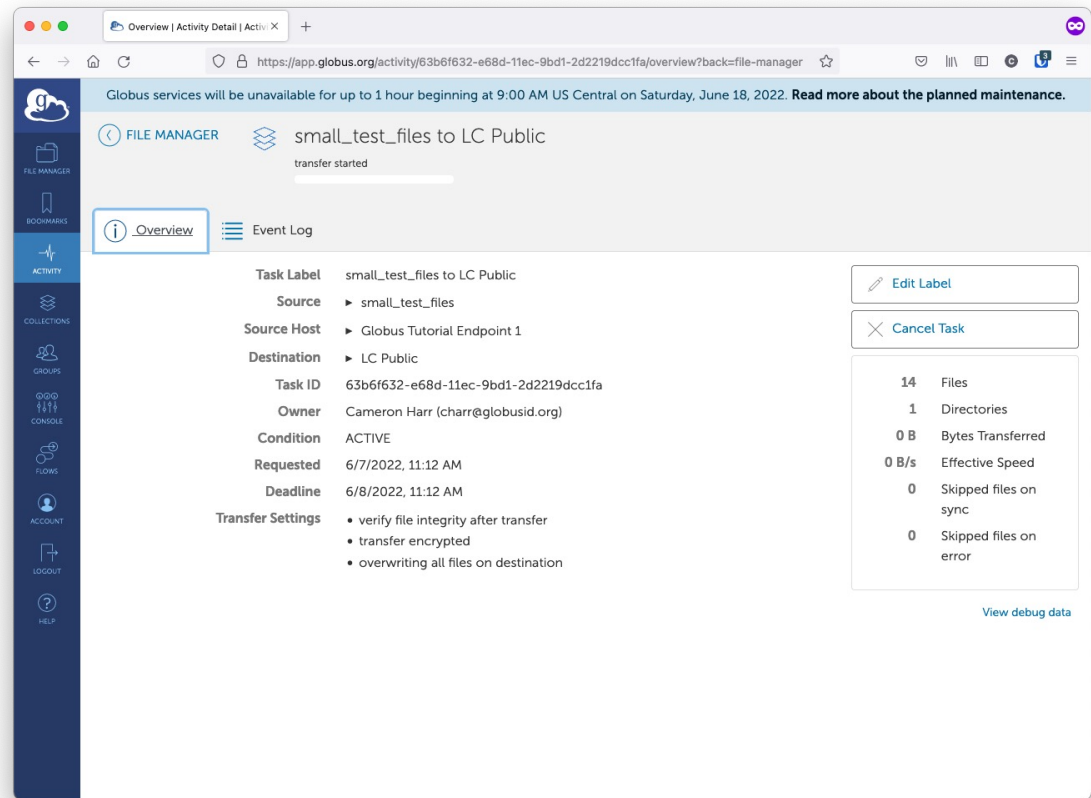 Overview | Activity Detail | Activi
https://app.globus.org/activity/63b6f632-e68d-11ec-9bd1-2d2219dcc1fa/overview?back=file-manager
3
g
Globus services will be unavailable for up to 1 hour beginning at 9:00 AM US Central on Saturday, June 18, 2022. Read more about the planned maintenance.
FILE MANAGER
BOOKMARKS
ACTIVITY
COLLECTIONS
GROUPS
CONSOLE
FLOWS
ACCOUNT
LOGOUT
HELP
FILE MANAGER
small_test_files to LC Public
transfer started
Overview
Event Log
Task Label small_test_files to LC Public
Source ▸ small_test_files
Source Host ▸ Globus Tutorial Endpoint 1
Destination ▸ LC Public
Task ID 63b6f632-e68d-11ec-9bd1-2d2219dcc1fa
Owner Cameron Harr (charr@globusid.org)
Condition ACTIVE
Requested 6/7/2022, 11:12 AM
Deadline 6/8/2022, 11:12 AM
Transfer Settings • verify file integrity after transfer
• transfer encrypted
• overwriting all files on destination
Edit Label
Cancel Task
14 Files
1 Directories
0 B Bytes Transferred
0 B/s Effective Speed
0 Skipped files on
sync
0 Skipped files on
error
View debug data